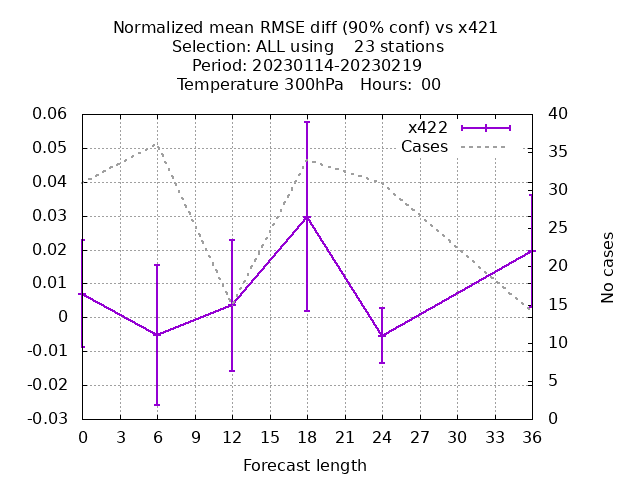 Normalized mean RMSE diff (90% conf) vs x421
Selection: ALL using    23 stations
Period: 20230114-20230219
Temperature 300hPa   Hours:  00
x422
Cases
0.06
0.05
0.04
0.03
0.02
0.01
0
-0.01
-0.02
-0.03
40
35
30
25
20
15
10
5
0
No cases
0 3 6 9 12 15 18 21 24 27 30 33 36
Forecast length